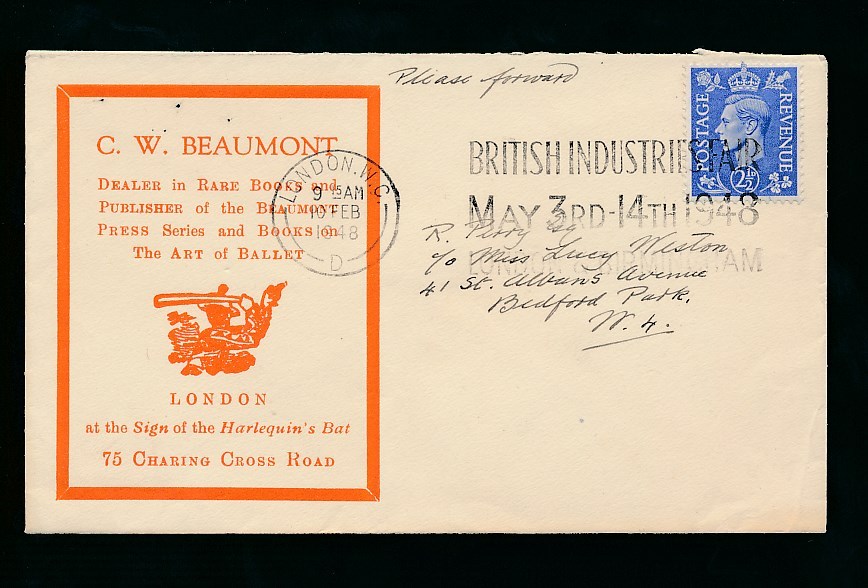 C. W. BEAUMONT
DEALER in RARE BOOKS and
PUBLISHER of the BEAUMONT
PRESS Series and BOOKS on
The ART of BALLET
LONDON
at the Sign of the Harlequin's Bat
75 CHARING CROSS ROAD
LONDON. W.C.
9 15 AM
10 FEB
1948
D
Please forward
BRITISH INDUSTRIES FAIR
MAY 3RD-14TH 1948
LONDON & BIRMINGHAM
POSTAGE
REVENUE
2½D
R. Perry Esq
c/o Miss Lucy Weston
41 St. Albans Avenue
Bedford Park.
W. 4.